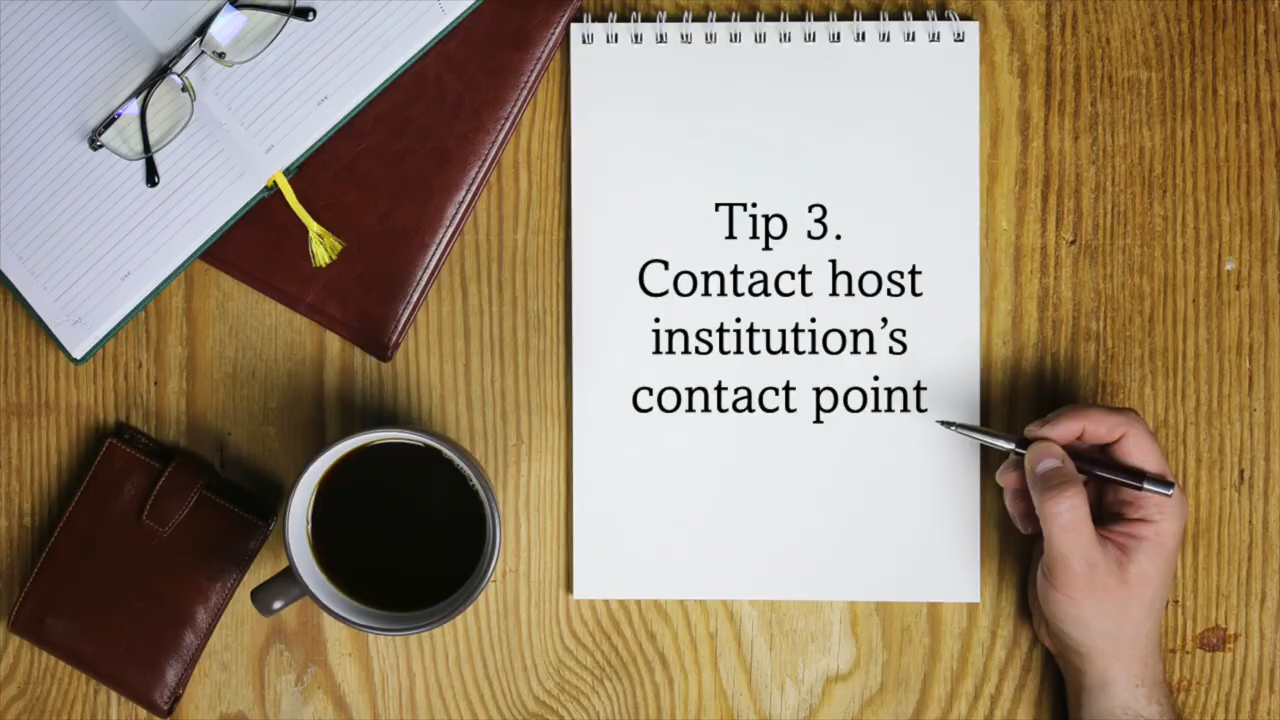 Tip 3.
Contact host
institution’s
contact point